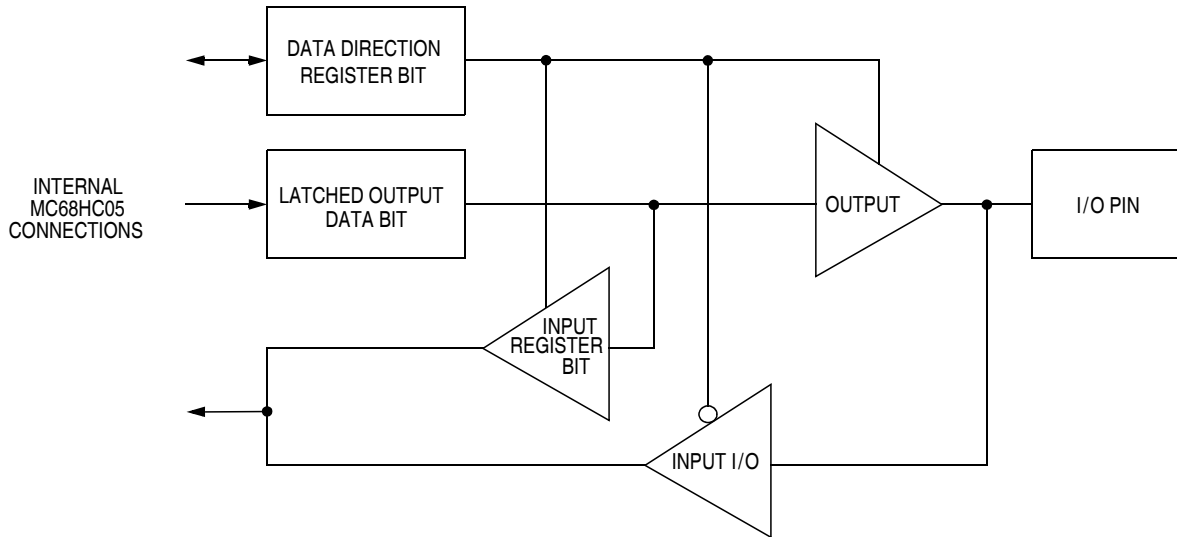 DATA DIRECTION
REGISTER BIT
INTERNAL
MC68HC05
CONNECTIONS
LATCHED OUTPUT
DATA BIT
OUTPUT
I/O PIN
INPUT
REGISTER
BIT
INPUT I/O